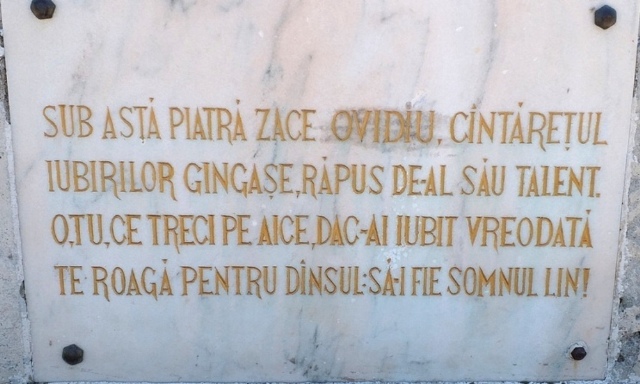 SUB ASTĂ PIATRĂ ZACE OVIDIU, CÎNTĂREȚUL
IUBIRILOR GINGAȘE, RĂPUS DE-AL SĂU TALENT.
O, TU, CE TRECI PE AICE, DAC-AI IUBIT VREODATĂ
TE ROAGĂ PENTRU DÎNSUL: SĂ-I FIE SOMNUL LIN!